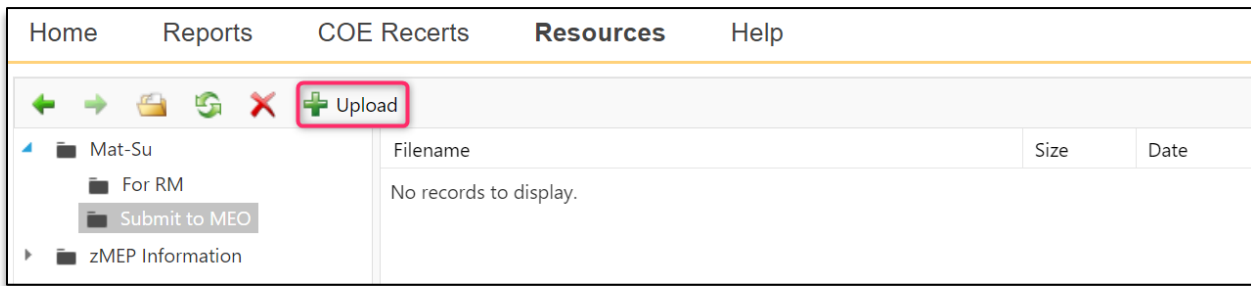 Home Reports COE Recerts Resources Help
Upload
Mat-Su
For RM
Submit to MEO
zMEP Information
Filename Size Date
No records to display.